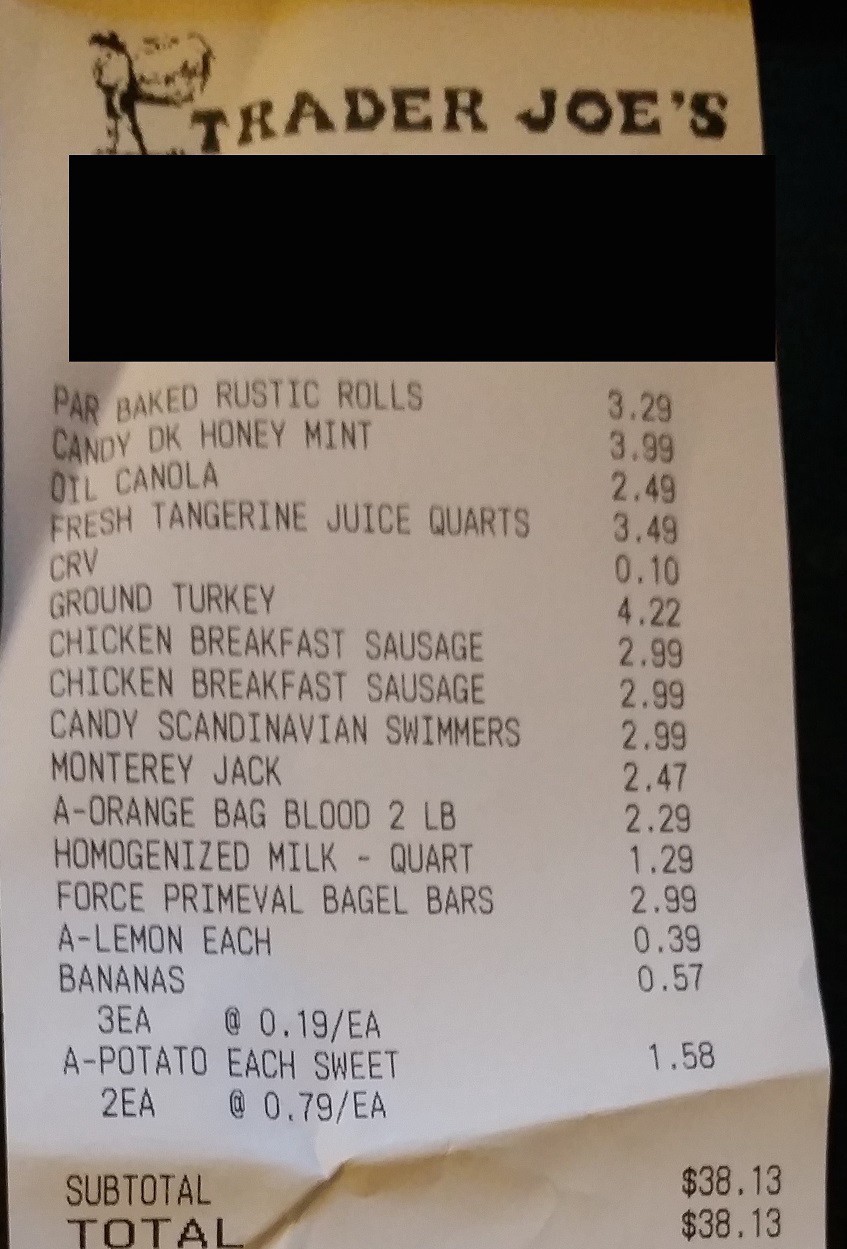 TRADER JOE'S
PAR BAKED RUSTIC ROLLS 3.29
CANDY DK HONEY MINT 3.99
OIL CANOLA 2.49
FRESH TANGERINE JUICE QUARTS 3.49
CRV 0.10
GROUND TURKEY 4.22
CHICKEN BREAKFAST SAUSAGE 2.99
CHICKEN BREAKFAST SAUSAGE 2.99
CANDY SCANDINAVIAN SWIMMERS 2.99
MONTEREY JACK 2.47
A-ORANGE BAG BLOOD 2 LB 2.29
HOMOGENIZED MILK - QUART 1.29
FORCE PRIMEVAL BAGEL BARS 2.99
A-LEMON EACH 0.39
BANANAS 0.57
3EA @ 0.19/EA
A-POTATO EACH SWEET 1.58
2EA @ 0.79/EA
SUBTOTAL $38.13
TOTAL $38.13